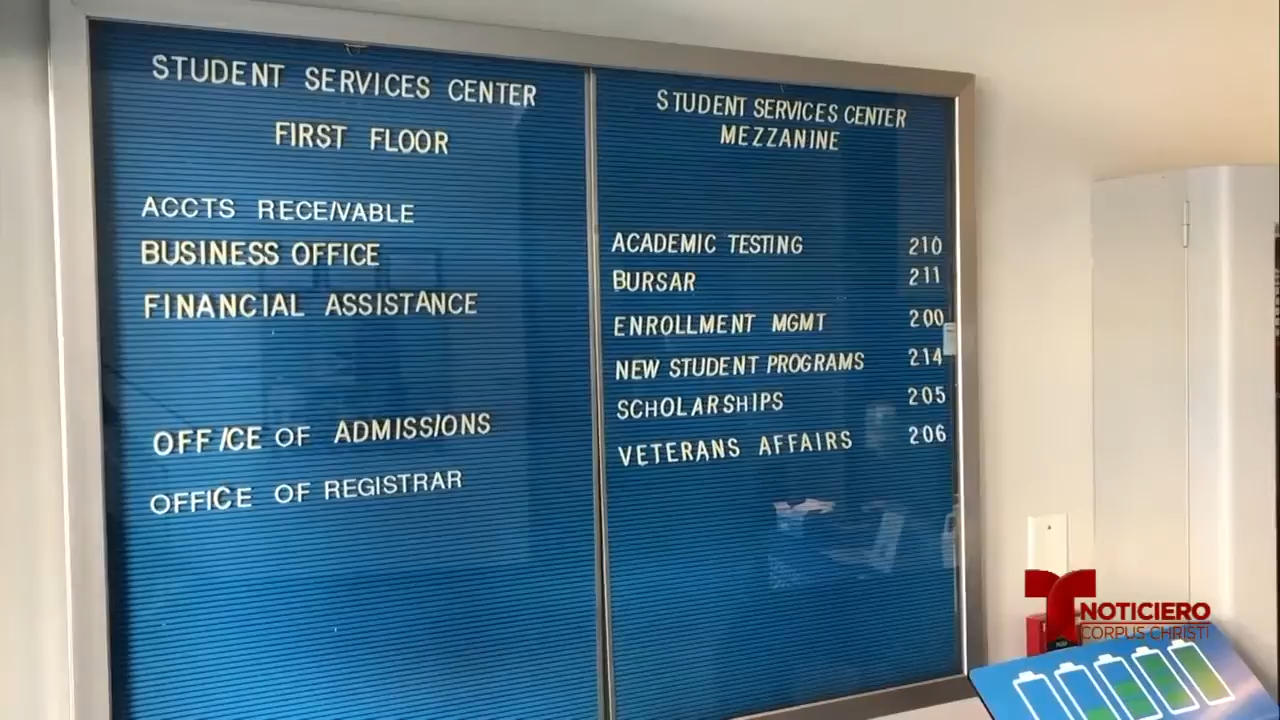 STUDENT SERVICES CENTER
FIRST FLOOR
ACCTS RECEIVABLE
BUSINESS OFFICE
FINANCIAL ASSISTANCE
OFFICE OF ADMISSIONS
OFFICE OF REGISTRAR
STUDENT SERVICES CENTER
MEZZANINE
ACADEMIC TESTING 210
BURSAR 211
ENROLLMENT MGMT 200
NEW STUDENT PROGRAMS 214
SCHOLARSHIPS 205
VETERANS AFFAIRS 206
NOTICIERO
CORPUS CHRISTI